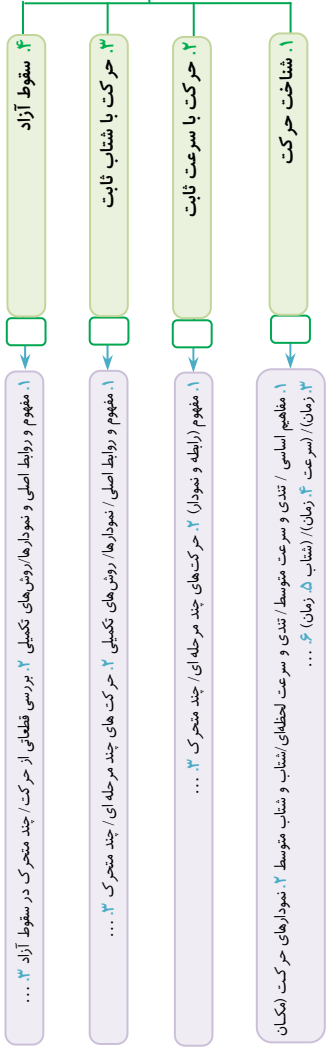 ۱. شناخت حرکت
۱. مفاهیم اساسی / تندی و سرعت متوسط / تندی و سرعت لحظه‌ای/شتاب و شتاب متوسط ۲. نمودارهای حرکت (مکان
۳. زمان)/ (سرعت ۴. زمان)/ (شتاب ۵. زمان) ۶. ...
۲. حرکت با سرعت ثابت
۱. مفهوم (رابطه و نمودار) ۲. حرکت‌های چند مرحله ای/ چند متحرک ۳. ...
۳. حرکت با شتاب ثابت
۱. مفهوم و روابط اصلی / نمودارها/ روش‌های تکمیلی ۲. حرکت های چند مرحله ای/ چند متحرک ۳. ...
۴. سقوط آزاد
۱. مفهوم و روابط اصلی و نمودارها/روش‌های تکمیلی ۲. بررسی قطعاتی از حرکت/ چند متحرک در سقوط آزاد ۳. ...